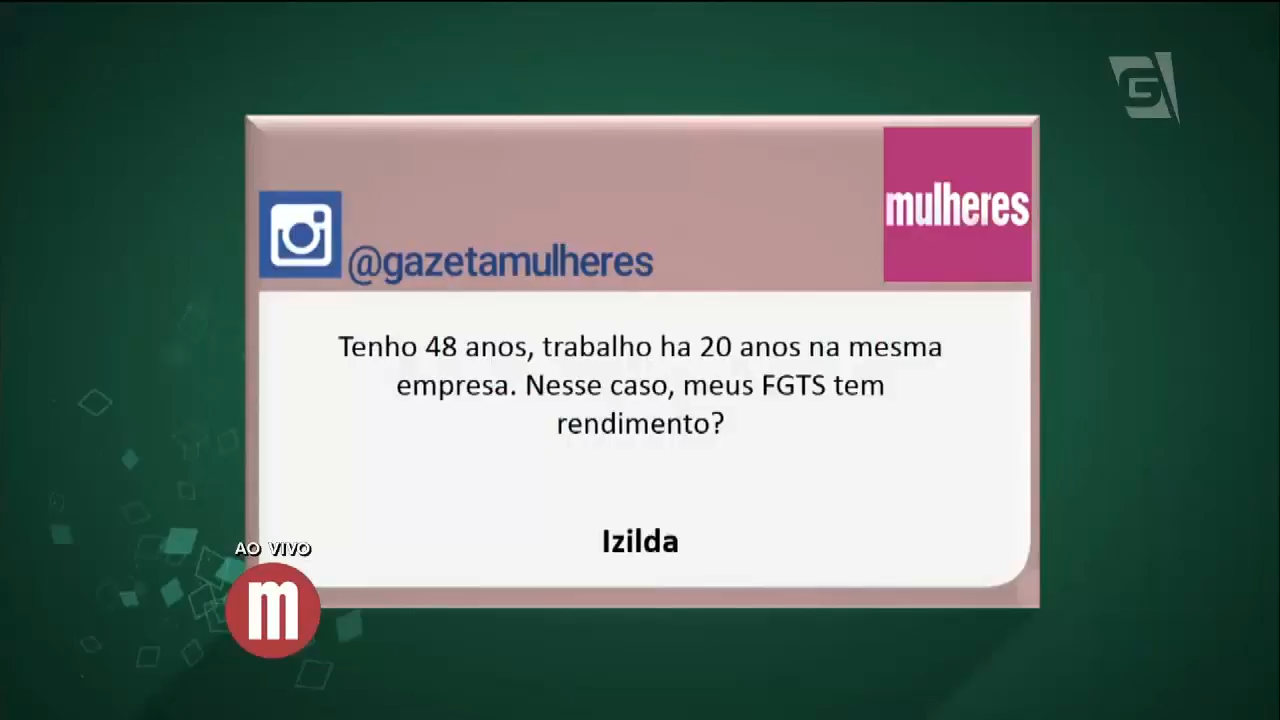 mulheres
@gazetamulheres
Tenho 48 anos, trabalho ha 20 anos na mesma
empresa. Nesse caso, meus FGTS tem
rendimento?
Izilda
AO VIVO
m
G